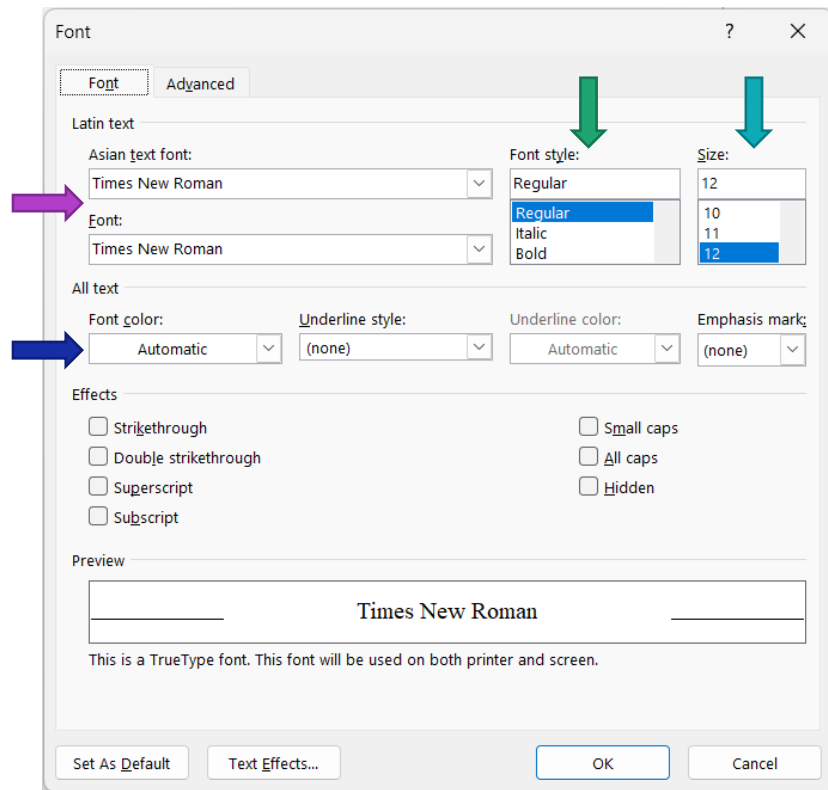 Font ? 
Font Advanced
Latin text
Asian text font: Font style: Size:
Times New Roman Regular 12
Regular 10
Font: Italic 11
Times New Roman Bold 12
All text
Font color: Underline style: Underline color: Emphasis mark:
Automatic (none) Automatic (none)
Effects
Strikethrough Small caps
Double strikethrough All caps
Superscript Hidden
Subscript
Preview
Times New Roman
This is a TrueType font. This font will be used on both printer and screen.
Set As Default Text Effects... OK Cancel